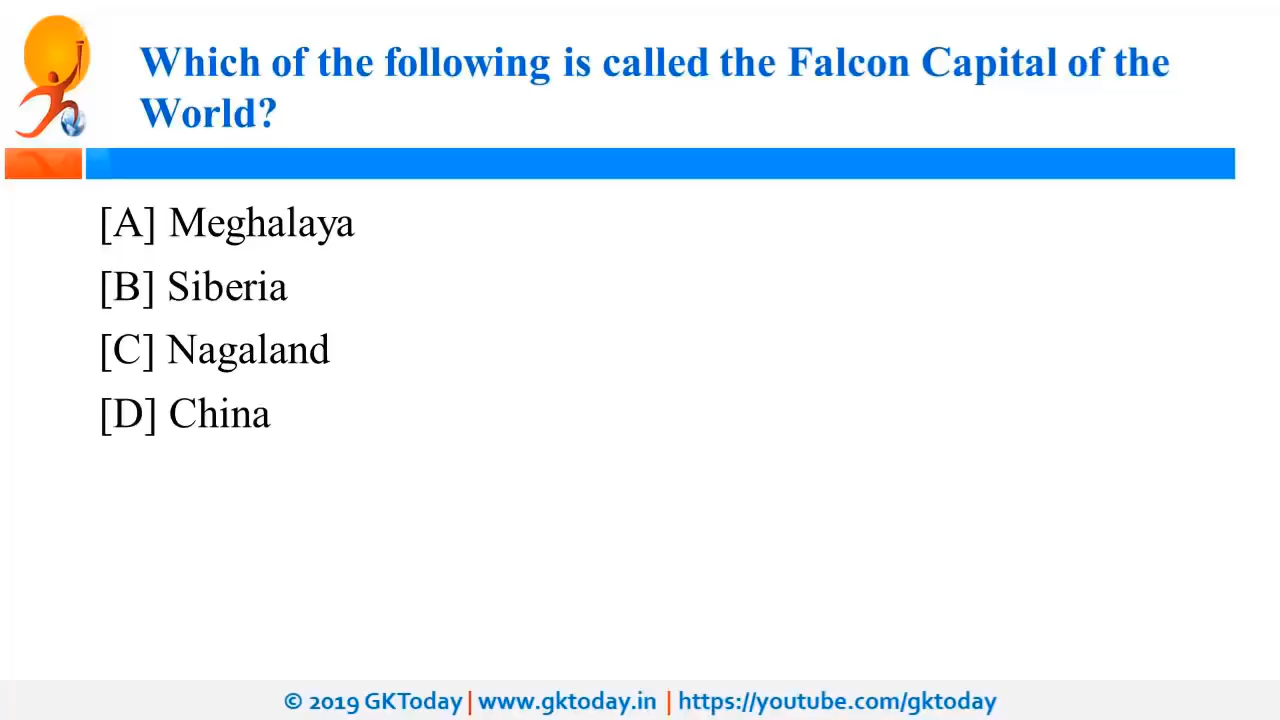 Which of the following is called the Falcon Capital of the
World?
[A] Meghalaya
[B] Siberia
[C] Nagaland
[D] China
© 2019 GKToday | www.gktoday.in | https://youtube.com/gktoday